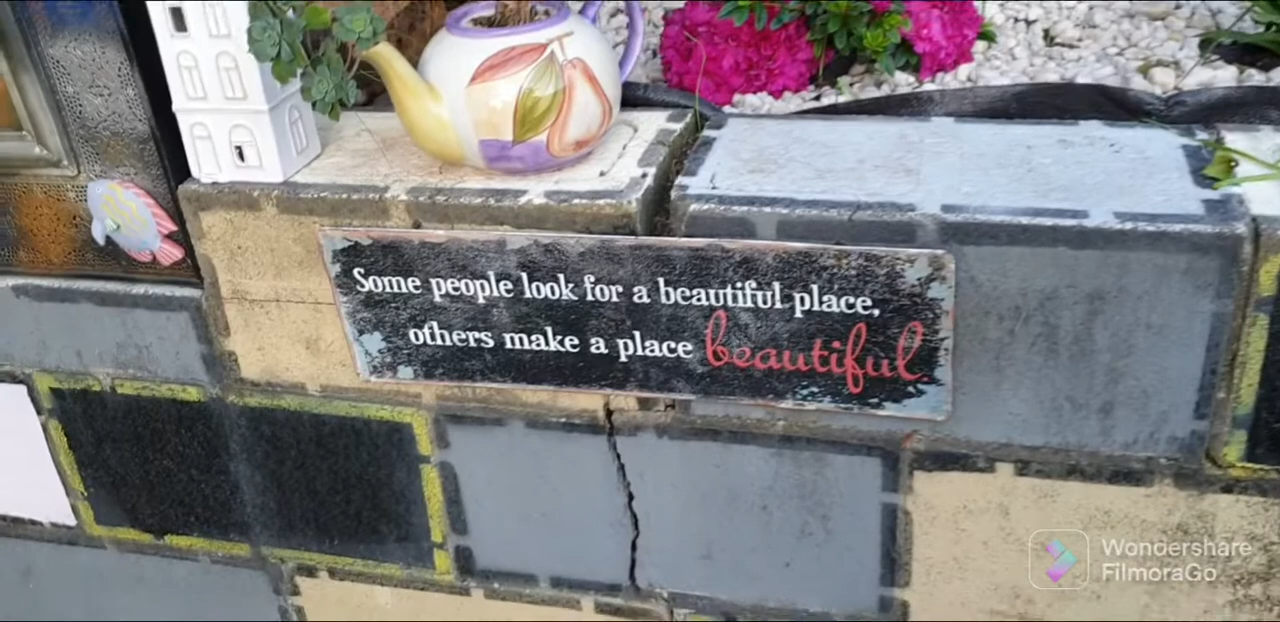 Some people look for a beautiful place,
others make a place beautiful.
Wondershare
FilmoraGo